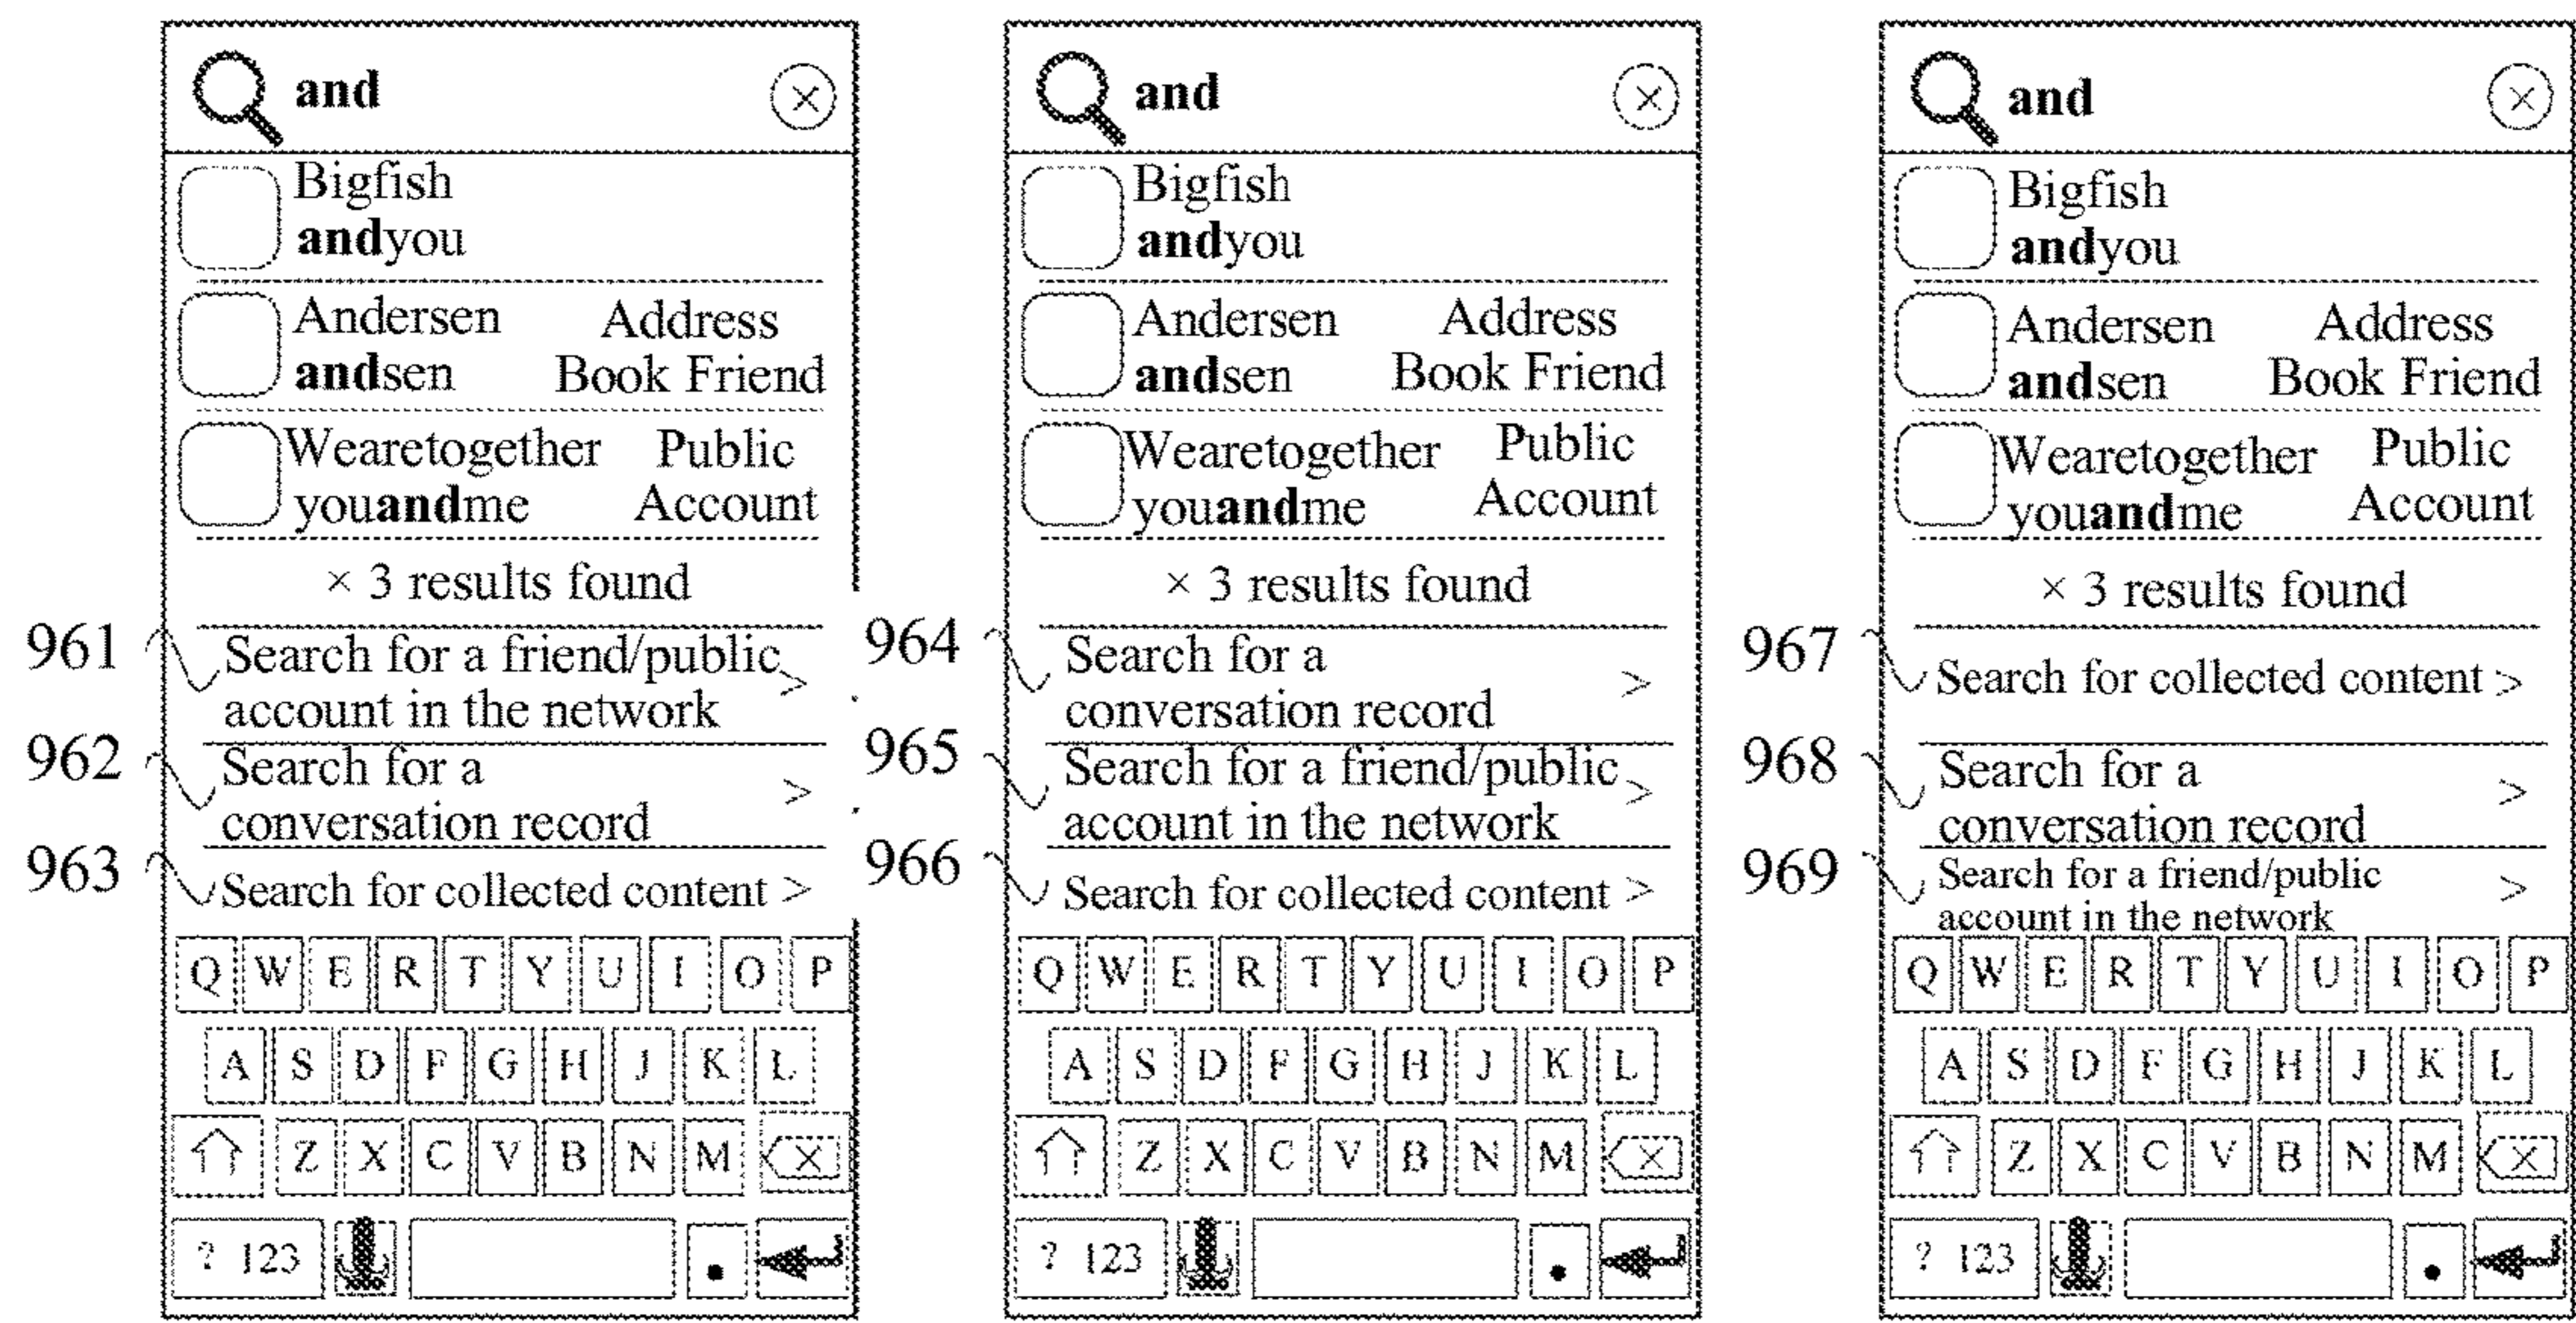 and ×
Bigfish
andyou
Andersen Address
andsen Book Friend
Wearetogether Public
youandme Account
× 3 results found
961 Search for a friend/public
account in the network >
962 Search for a
conversation record >
963 Search for collected content >
Q W E R T Y U I O P
A S D F G H J K L
Z X C V B N M X
? 123 .
and ×
Bigfish
andyou
Andersen Address
andsen Book Friend
Wearetogether Public
youandme Account
× 3 results found
964 Search for a
conversation record >
965 Search for a friend/public
account in the network >
966 Search for collected content >
Q W E R T Y U I O P
A S D F G H J K L
Z X C V B N M X
? 123 .
and ×
Bigfish
andyou
Andersen Address
andsen Book Friend
Wearetogether Public
youandme Account
× 3 results found
967 Search for collected content >
968 Search for a
conversation record >
969 Search for a friend/public
account in the network >
Q W E R T Y U I O P
A S D F G H J K L
Z X C V B N M X
? 123 .